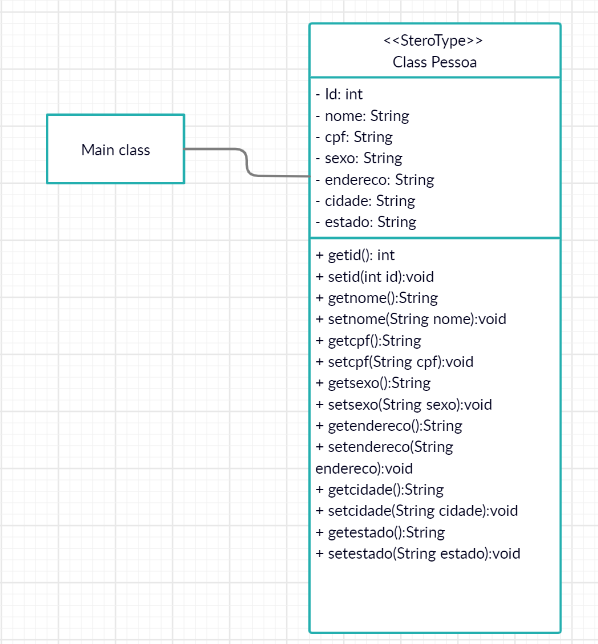 <<SteroType>>
Class Pessoa
- Id: int
- nome: String
- cpf: String
- sexo: String
- endereco: String
- cidade: String
- estado: String
Main class
+ getid(): int
+ setid(int id):void
+ getnome():String
+ setnome(String nome):void
+ getcpf():String
+ setcpf(String cpf):void
+ getsexo():String
+ setsexo(String sexo):void
+ getendereco():String
+ setendereco(String
endereco):void
+ getcidade():String
+ setcidade(String cidade):void
+ getestado():String
+ setestado(String estado):void